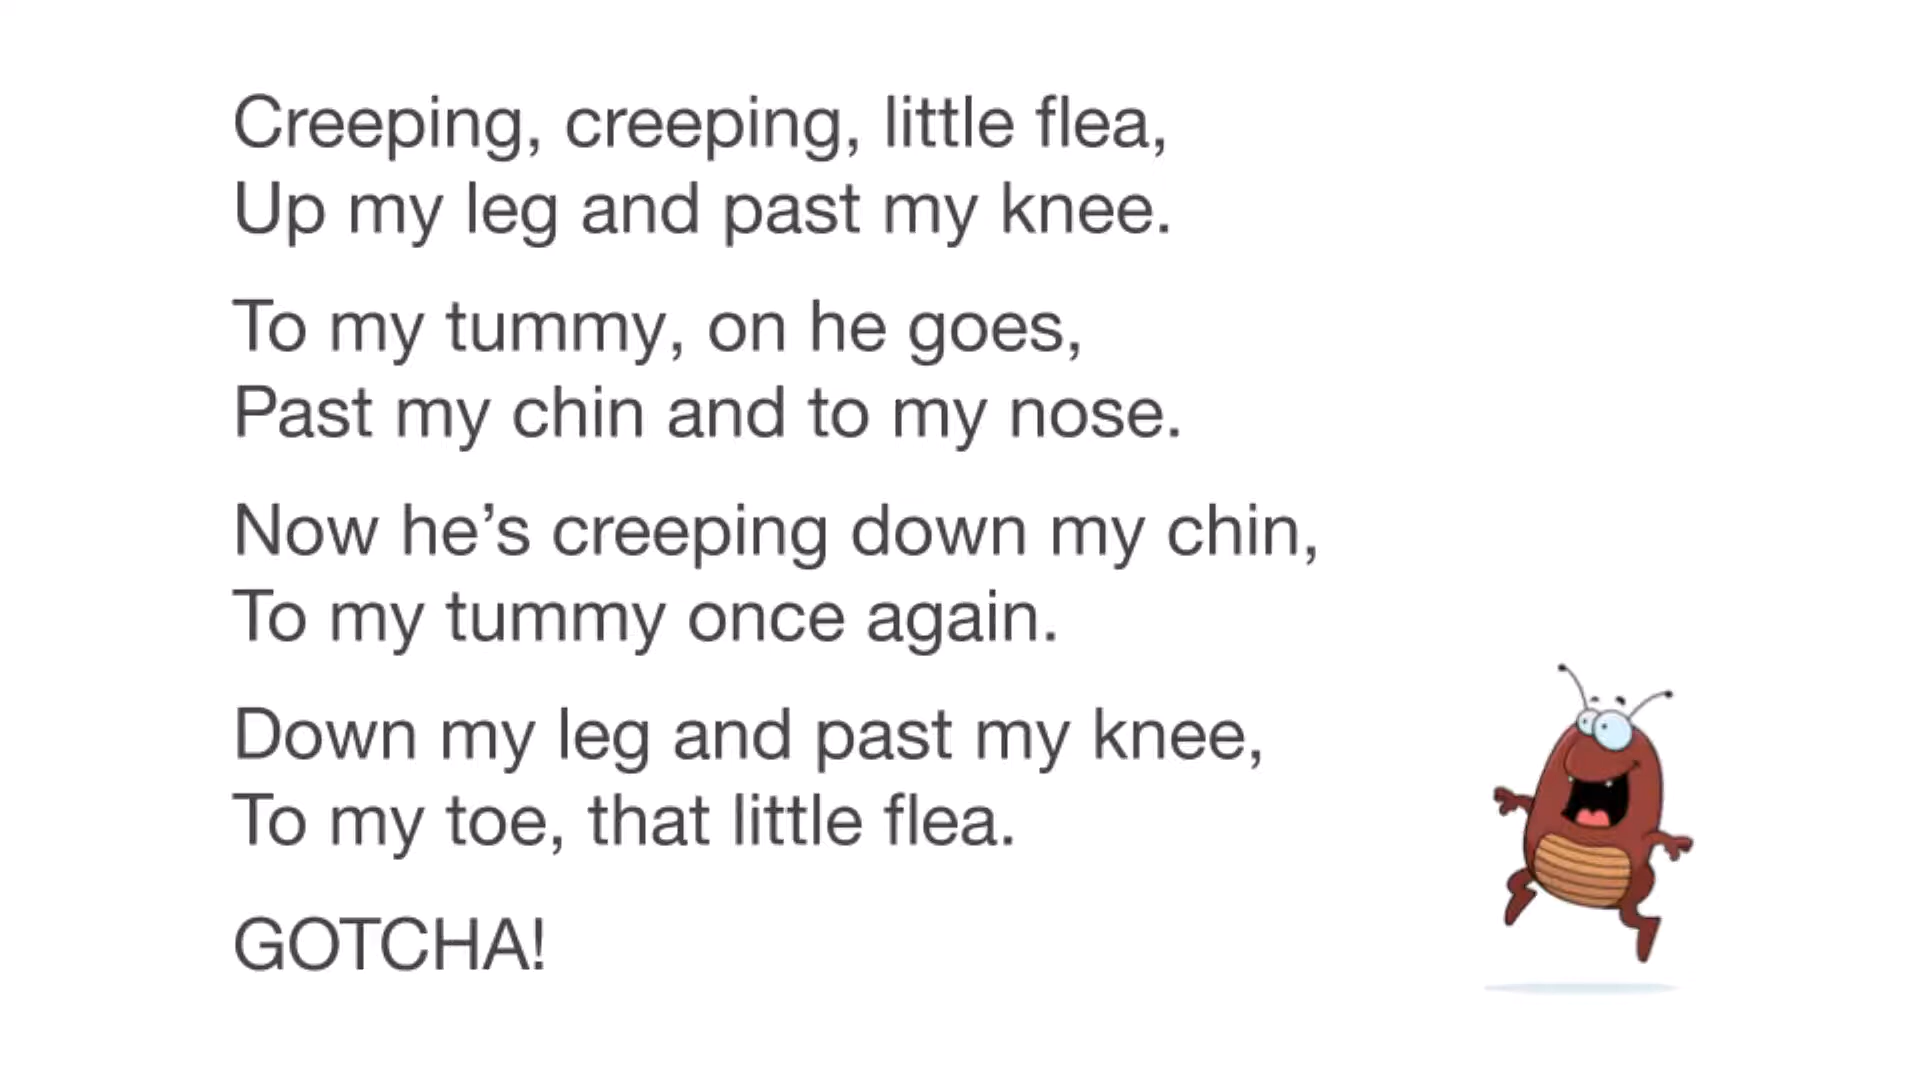 Creeping, creeping, little flea,
Up my leg and past my knee.
To my tummy, on he goes,
Past my chin and to my nose.
Now he’s creeping down my chin,
To my tummy once again.
Down my leg and past my knee,
To my toe, that little flea.
GOTCHA!